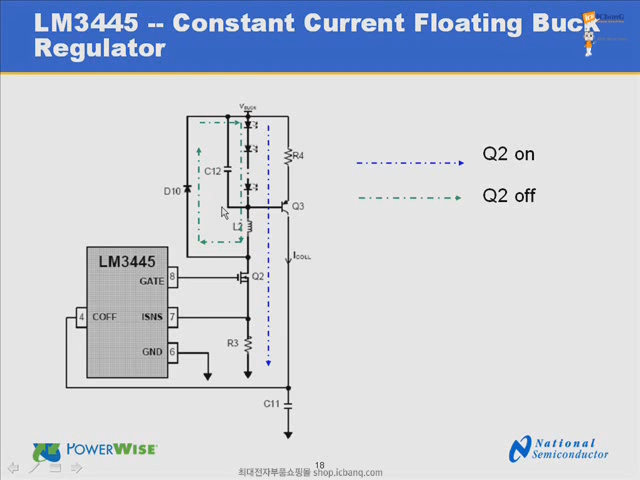 LM3445 -- Constant Current Floating Buck
Regulator
VBUCK
R4
C12
D10
Q3
L2
ICOLL
LM3445
GATE
8
Q2
4
COFF
ISNS
7
GND
6
R3
C11
Q2 on
Q2 off
POWERWISE®
18
National
Semiconductor
최대전자부품쇼핑몰 shop.icbanq.com